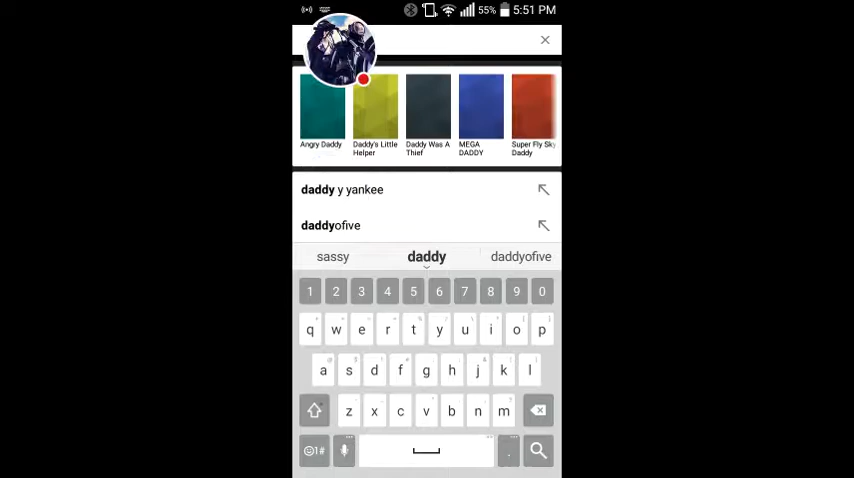 55% 5:51 PM
Angry Daddy
Daddy's Little Helper
Daddy Was A Thief
MEGA DADDY
Super Fly Sky Daddy
daddy y yankee
daddyofive
sassy daddy daddyofive
1 2 3 4 5 6 7 8 9 0
q w e r t y u i o p
a s d f g h j k l
z x c v b n m
1# .